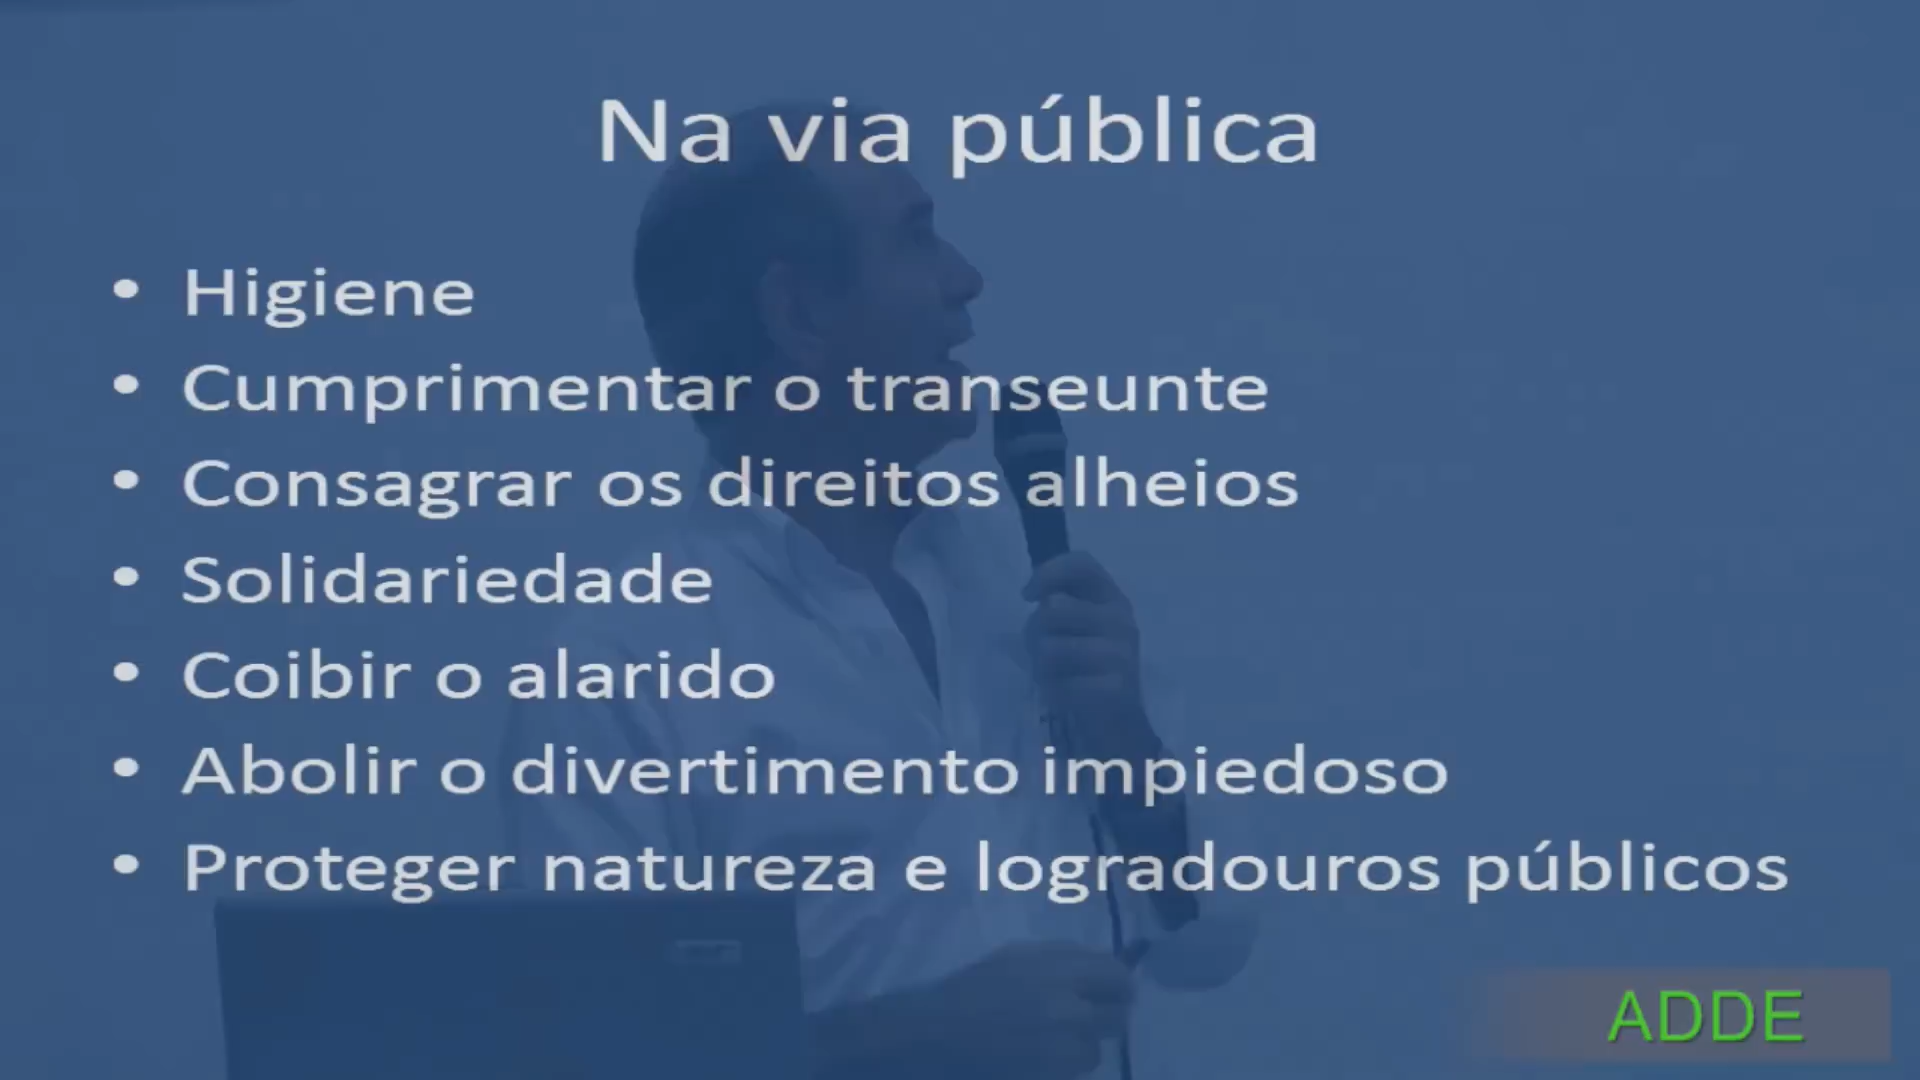 Na via pública
• Higiene
• Cumprimentar o transeunte
• Consagrar os direitos alheios
• Solidariedade
• Coibir o alarido
• Abolir o divertimento impiedoso
• Proteger natureza e logradouros públicos
ADDE